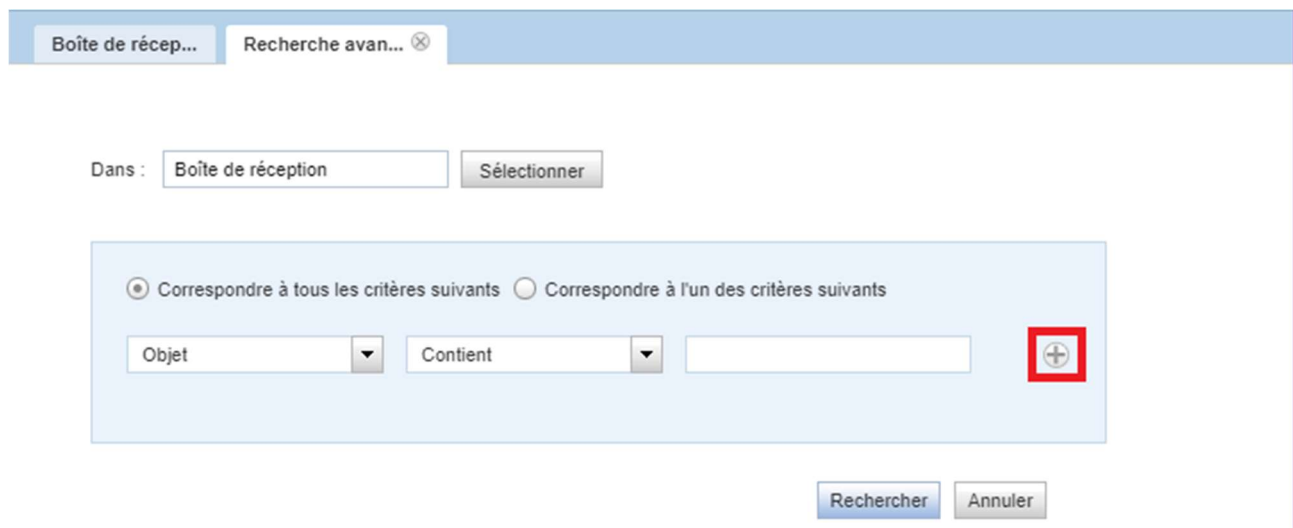 Boîte de récep... Recherche avan...
Dans : Boîte de réception Sélectionner
Correspondre à tous les critères suivants Correspondre à l'un des critères suivants
Objet Contient
Rechercher Annuler